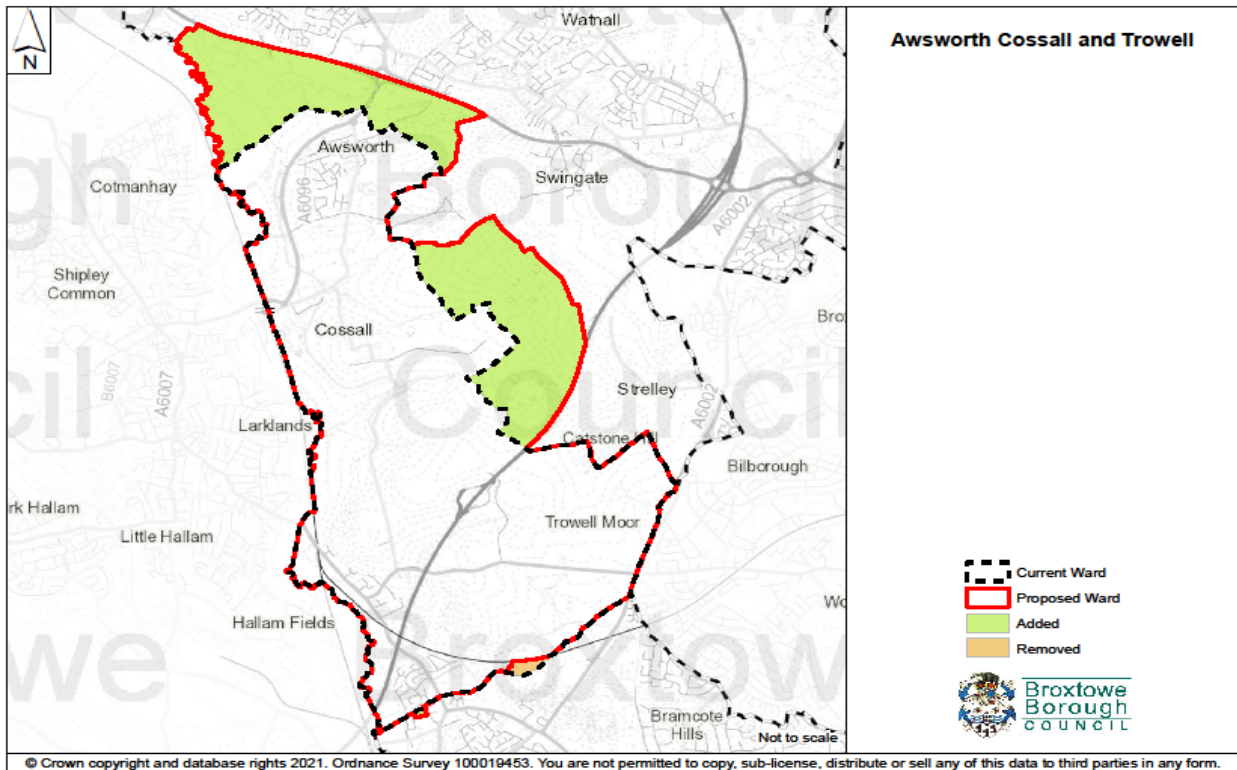 Awsworth Cossall and Trowell
N
Watnall
Awsworth
Cotmanhay
Swingate
A6096
A6002
Shipley
Common
Cossall
Bro
B6007
A6007
Strelley
A6002
Larklands
Catstone Hill
Bilborough
rk Hallam
Little Hallam
Trowell Moor
Wo
Hallam Fields
Bramcote
Hills
Not to scale
Broxtowe
Borough
Council
Current Ward
Proposed Ward
Added
Removed
Broxtowe
Borough
COUNCIL
© Crown copyright and database rights 2021. Ordnance Survey 100019453. You are not permitted to copy, sub-license, distribute or sell any of this data to third parties in any form.